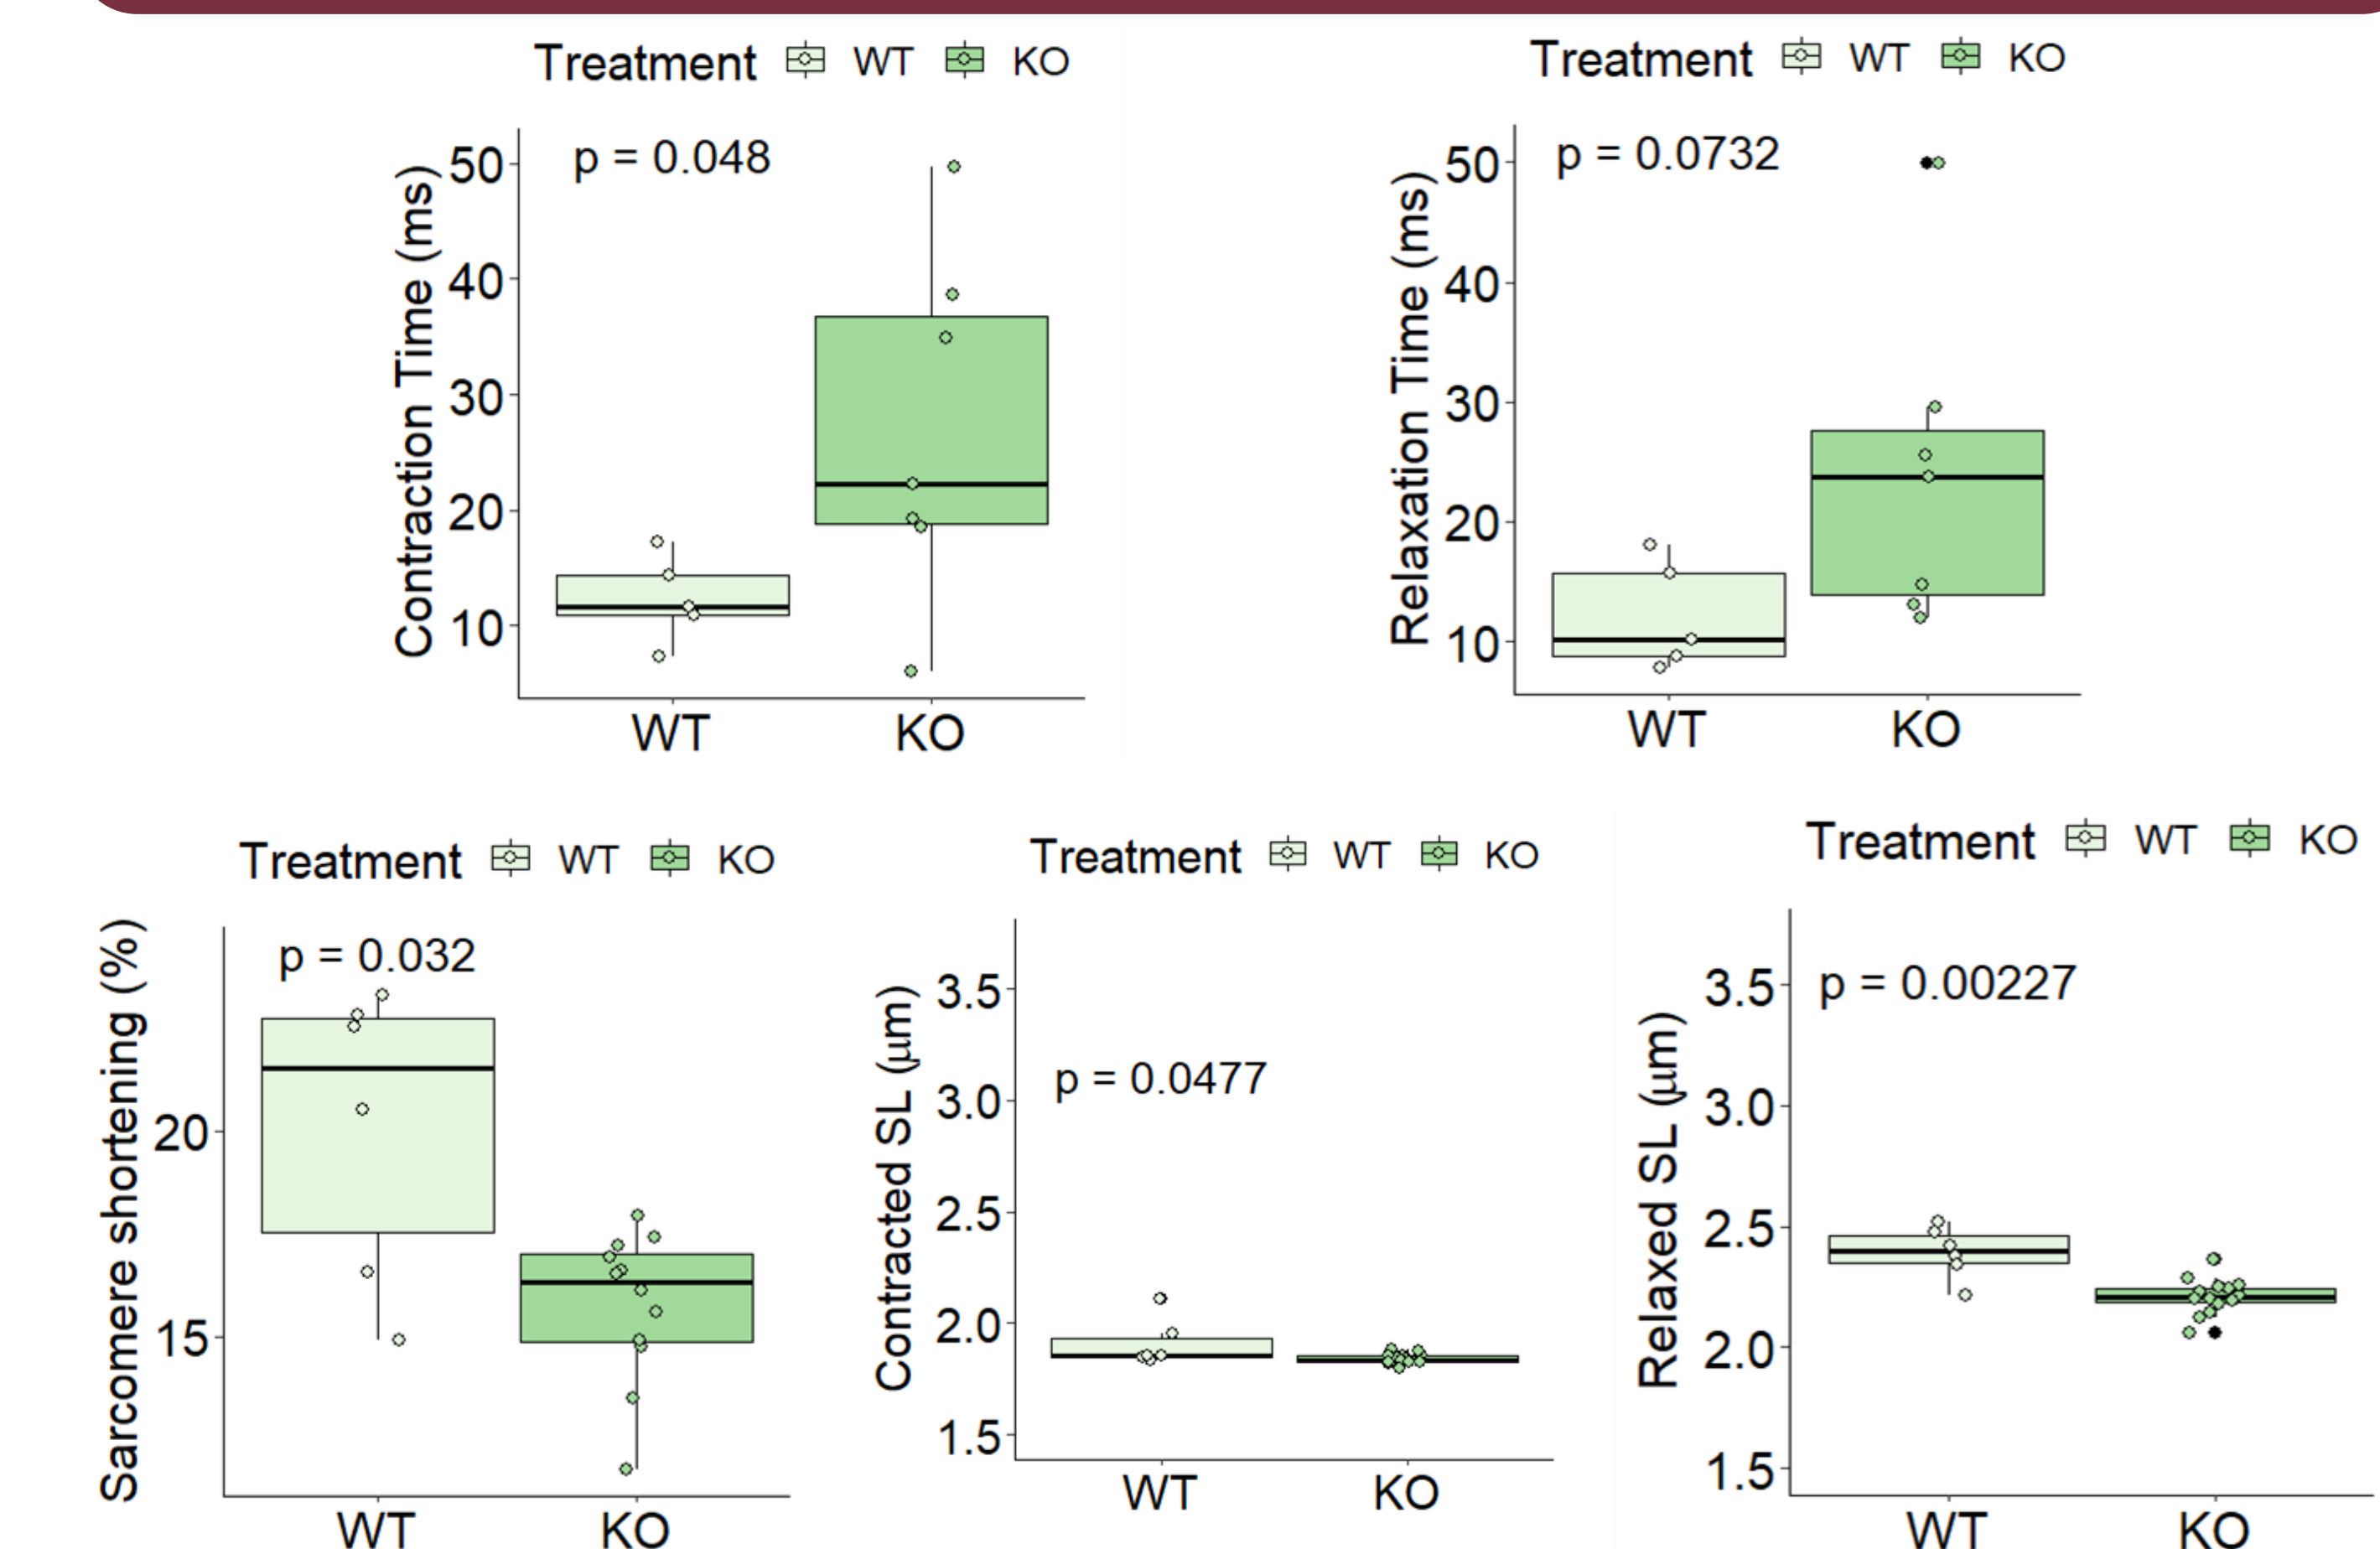 Treatment WT KO
p = 0.048
Contraction Time (ms)
50
40
30
20
10
WT KO
Treatment WT KO
p = 0.0732
Relaxation Time (ms)
50
40
30
20
10
WT KO
Treatment WT KO
p = 0.032
Sarcomere shortening (%)
20
15
WT KO
Treatment WT KO
p = 0.0477
Contracted SL (μm)
3.5
3.0
2.5
2.0
1.5
WT KO
Treatment WT KO
p = 0.00227
Relaxed SL (μm)
3.5
3.0
2.5
2.0
1.5
WT KO